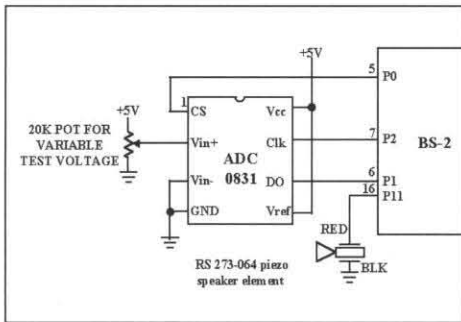 +5V
5
P0
1
CS
Vcc
+5V
20K POT FOR
VARIABLE
TEST VOLTAGE
Vin+
Clk
7
P2
BS-2
ADC
0831
Vin-
DO
6
P1
16
P11
GND
Vref
RED
BLK
RS 273-064 piezo
speaker element